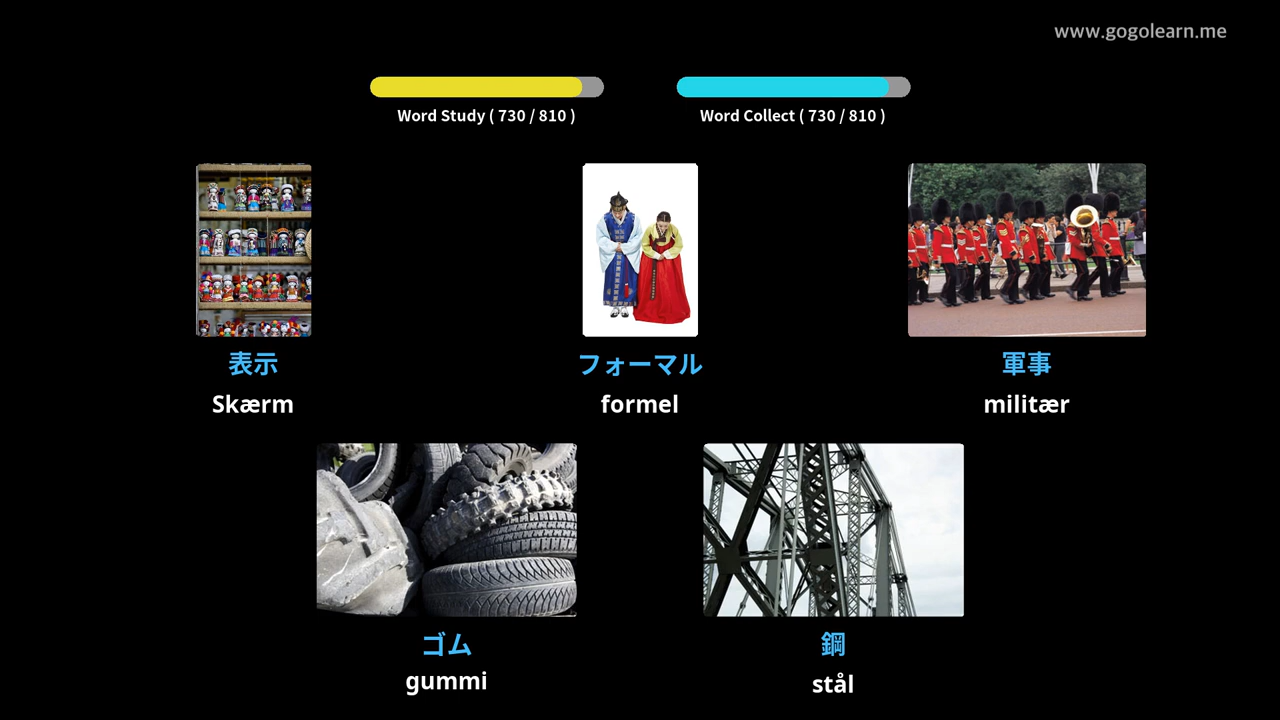 www.gogolearn.me
Word Study ( 730 / 810 )
Word Collect ( 730 / 810 )
表示
Skærm
フォーマル
formel
軍事
militær
ゴム
gummi
鋼
stål